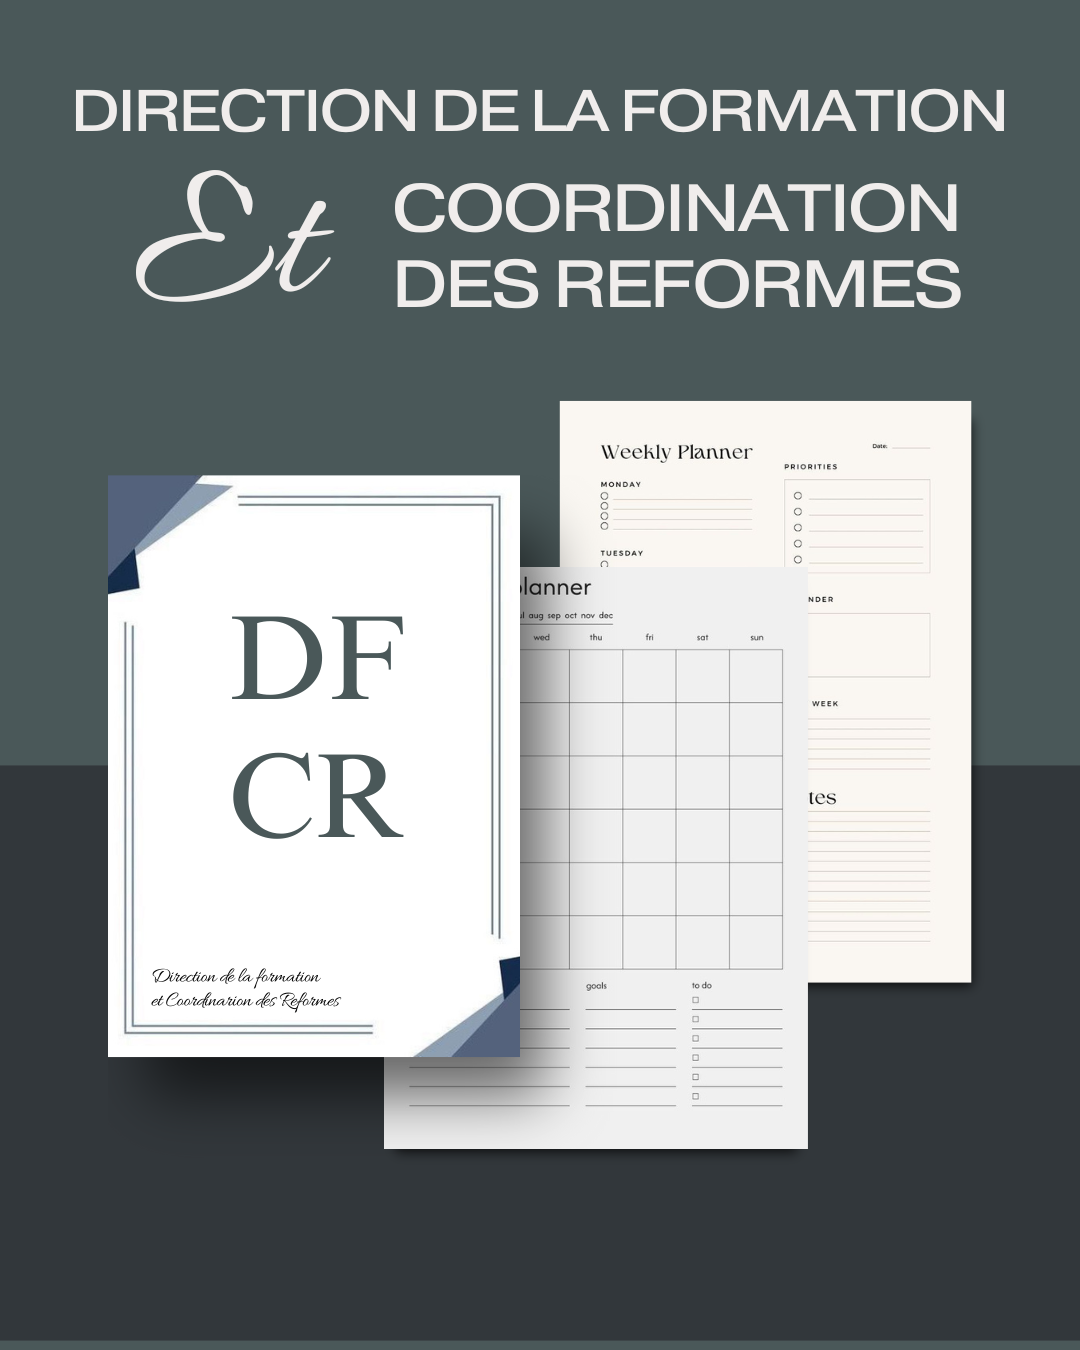 DIRECTION DE LA FORMATION
Et
COORDINATION
DES REFORMES
Weekly Planner
Date:
PRIORITIES
MONDAY
TUESDAY
DF
CR
Direction de la formation
et Coordinarion des Reformes
lanner
aug sep oct nov dec
wed thu fri sat sun
goals
to do
NDER
WEEK
tes